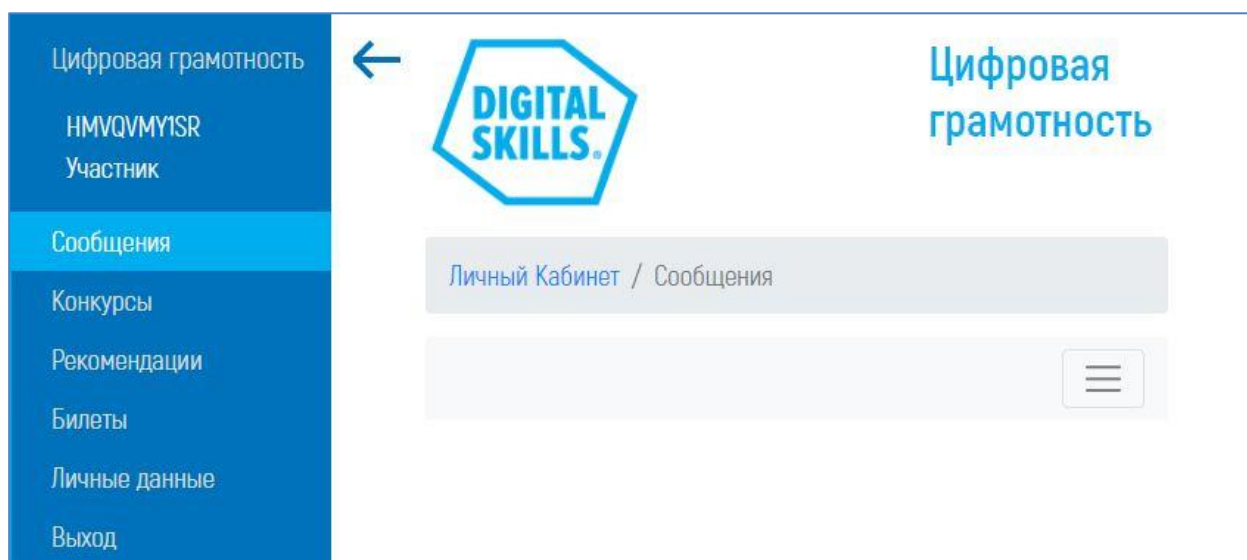 Цифровая грамотность
HMVQVMY1SR
Участник
Сообщения
Конкурсы
Рекомендации
Билеты
Личные данные
Выход
DIGITAL
SKILLS®
Цифровая
грамотность
Личный Кабинет / Сообщения